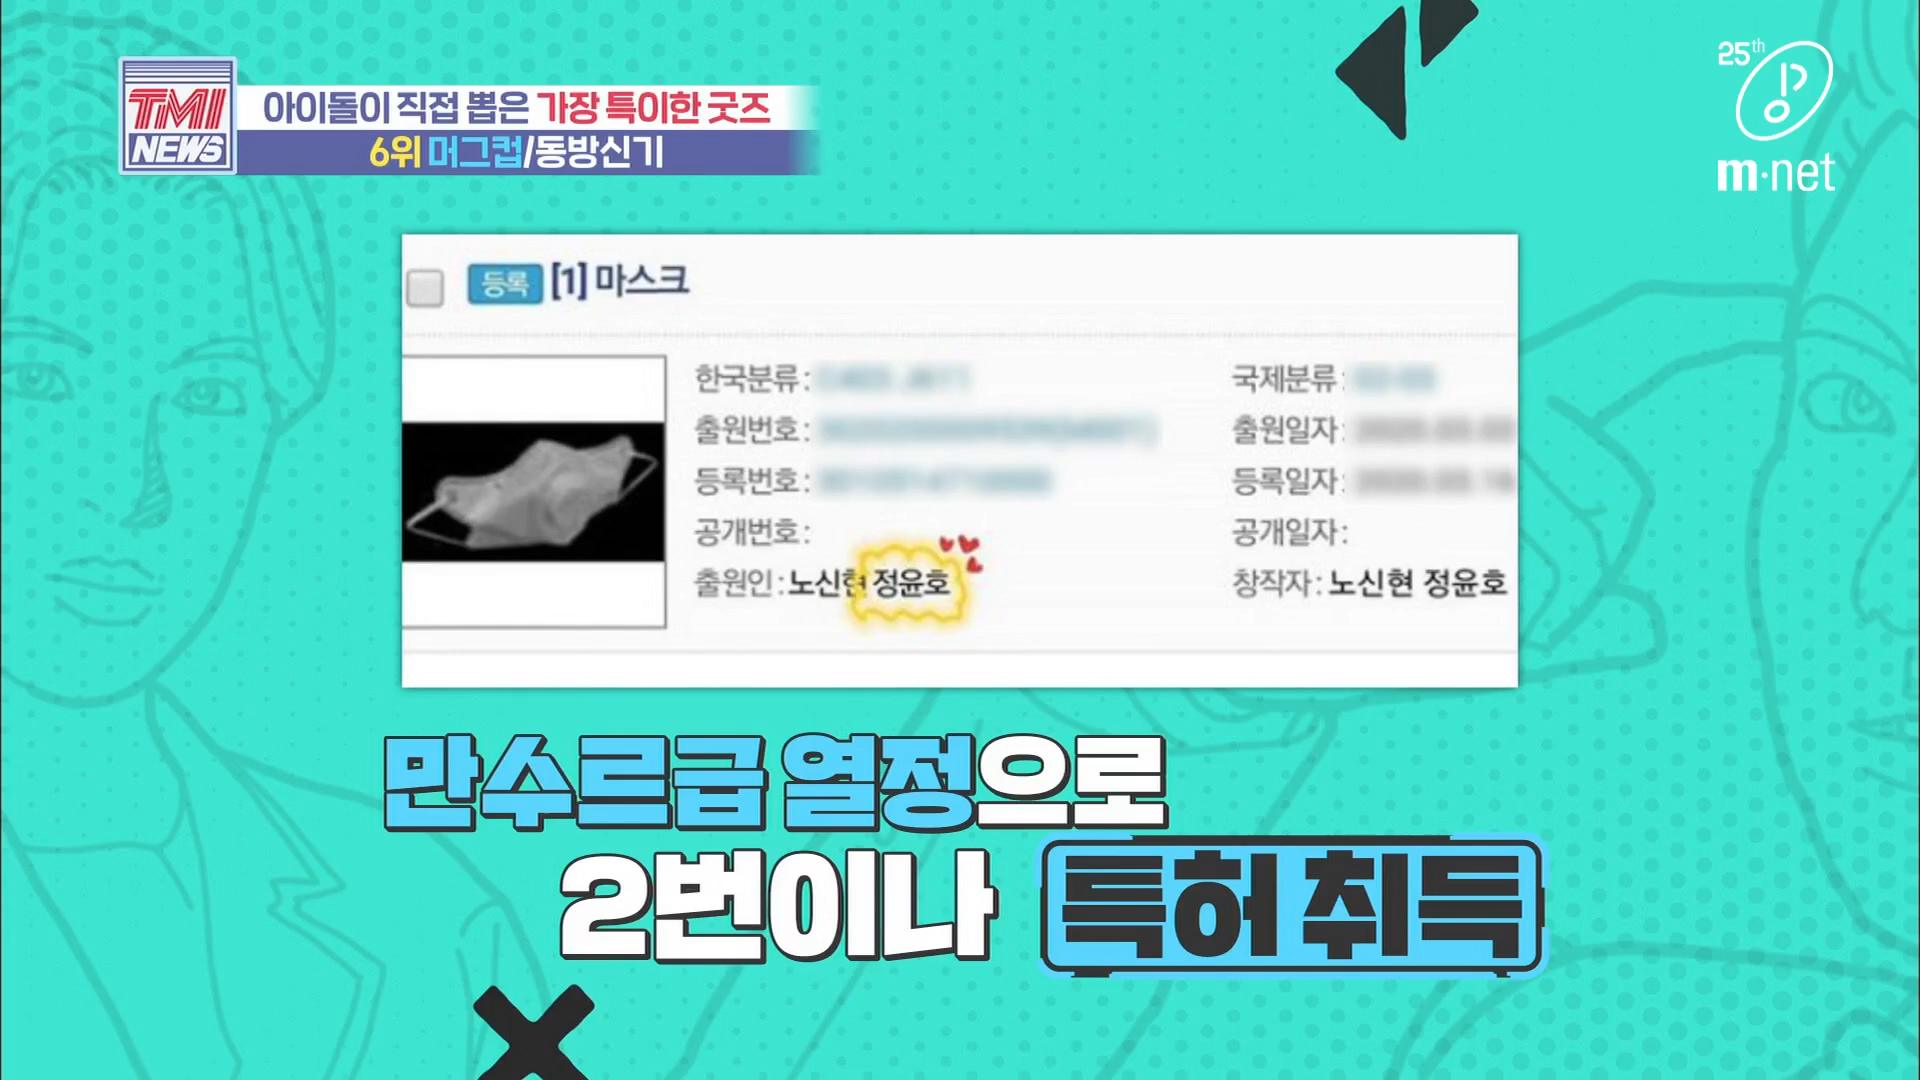 25th
m·net
TMI
NEWS
아이돌이 직접 뽑은 가장 특이한 굿즈
6위 머그컵/동방신기
등록 [1] 마스크
한국분류 :
국제분류 :
출원번호 :
출원일자 :
등록번호 :
등록일자 :
공개번호 :
공개일자 :
출원인 : 노신현 정윤호
창작자 : 노신현 정윤호
만수르급 열정으로
2번이나 특허 취득